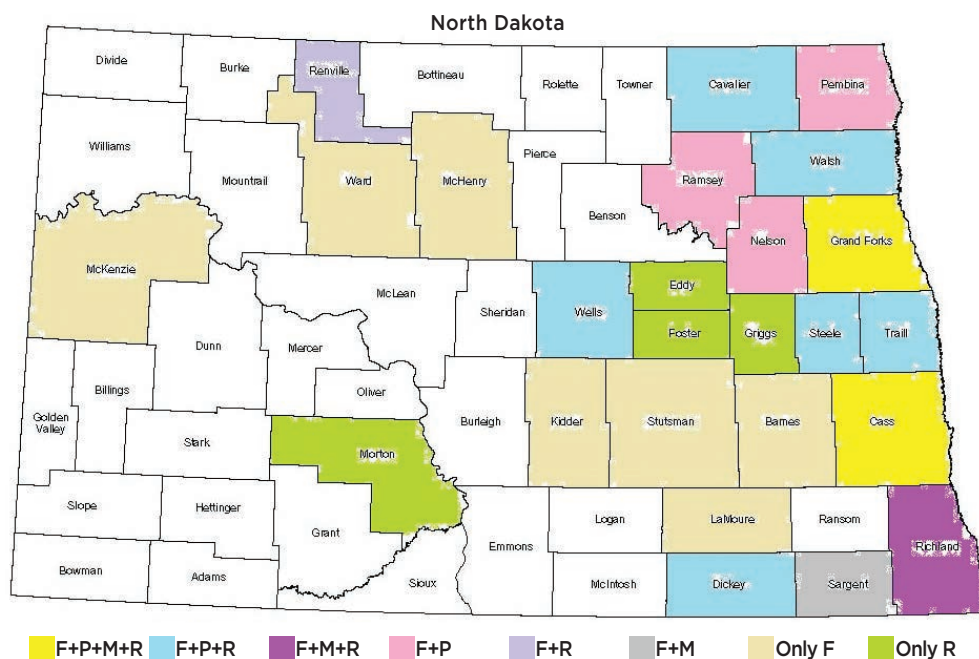 North Dakota
Divide
Burke
Renville
Bottineau
Rolette
Towner
Cavalier
Pembina
Williams
Mountrail
Ward
McHenry
Pierce
Benson
Ramsey
Walsh
Nelson
Grand Forks
McKenzie
McLean
Sheridan
Wells
Eddy
Foster
Griggs
Steele
Traill
Dunn
Mercer
Oliver
Billings
Golden
Valley
Stark
Morton
Burleigh
Kidder
Stutsman
Barnes
Cass
Slope
Hettinger
Grant
Emmons
Logan
LaMoure
Ransom
Richland
Bowman
Adams
Sioux
McIntosh
Dickey
Sargent
F+P+M+R F+P+R F+M+R F+P F+R F+M Only F Only R